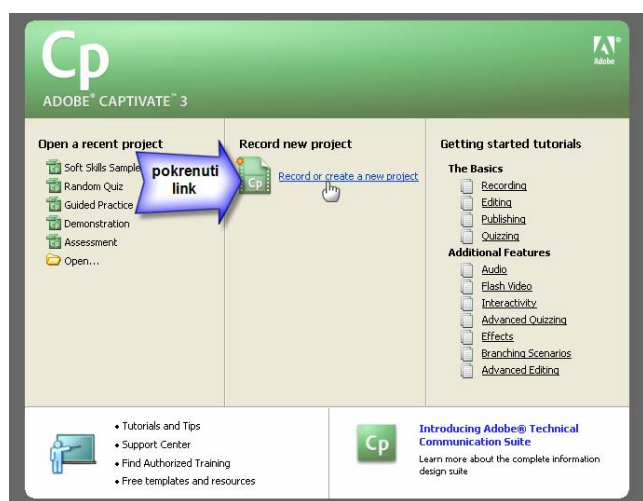 Cp
ADOBE® CAPTIVATE™ 3
Adobe®
Open a recent project
Soft Skills Sample
Random Quiz
Guided Practice
Demonstration
Assessment
Open...
pokrenuti
link
Record new project
Cp
Record or create a new project
Getting started tutorials
The Basics
Recording
Editing
Publishing
Quizzing
Additional Features
Audio
Flash Video
Interactivity
Advanced Quizzing
Effects
Branching Scenarios
Advanced Editing
• Tutorials and Tips
• Support Center
• Find Authorized Training
• Free templates and resources
Cp
Introducing Adobe® Technical
Communication Suite
Learn more about the complete information
design suite